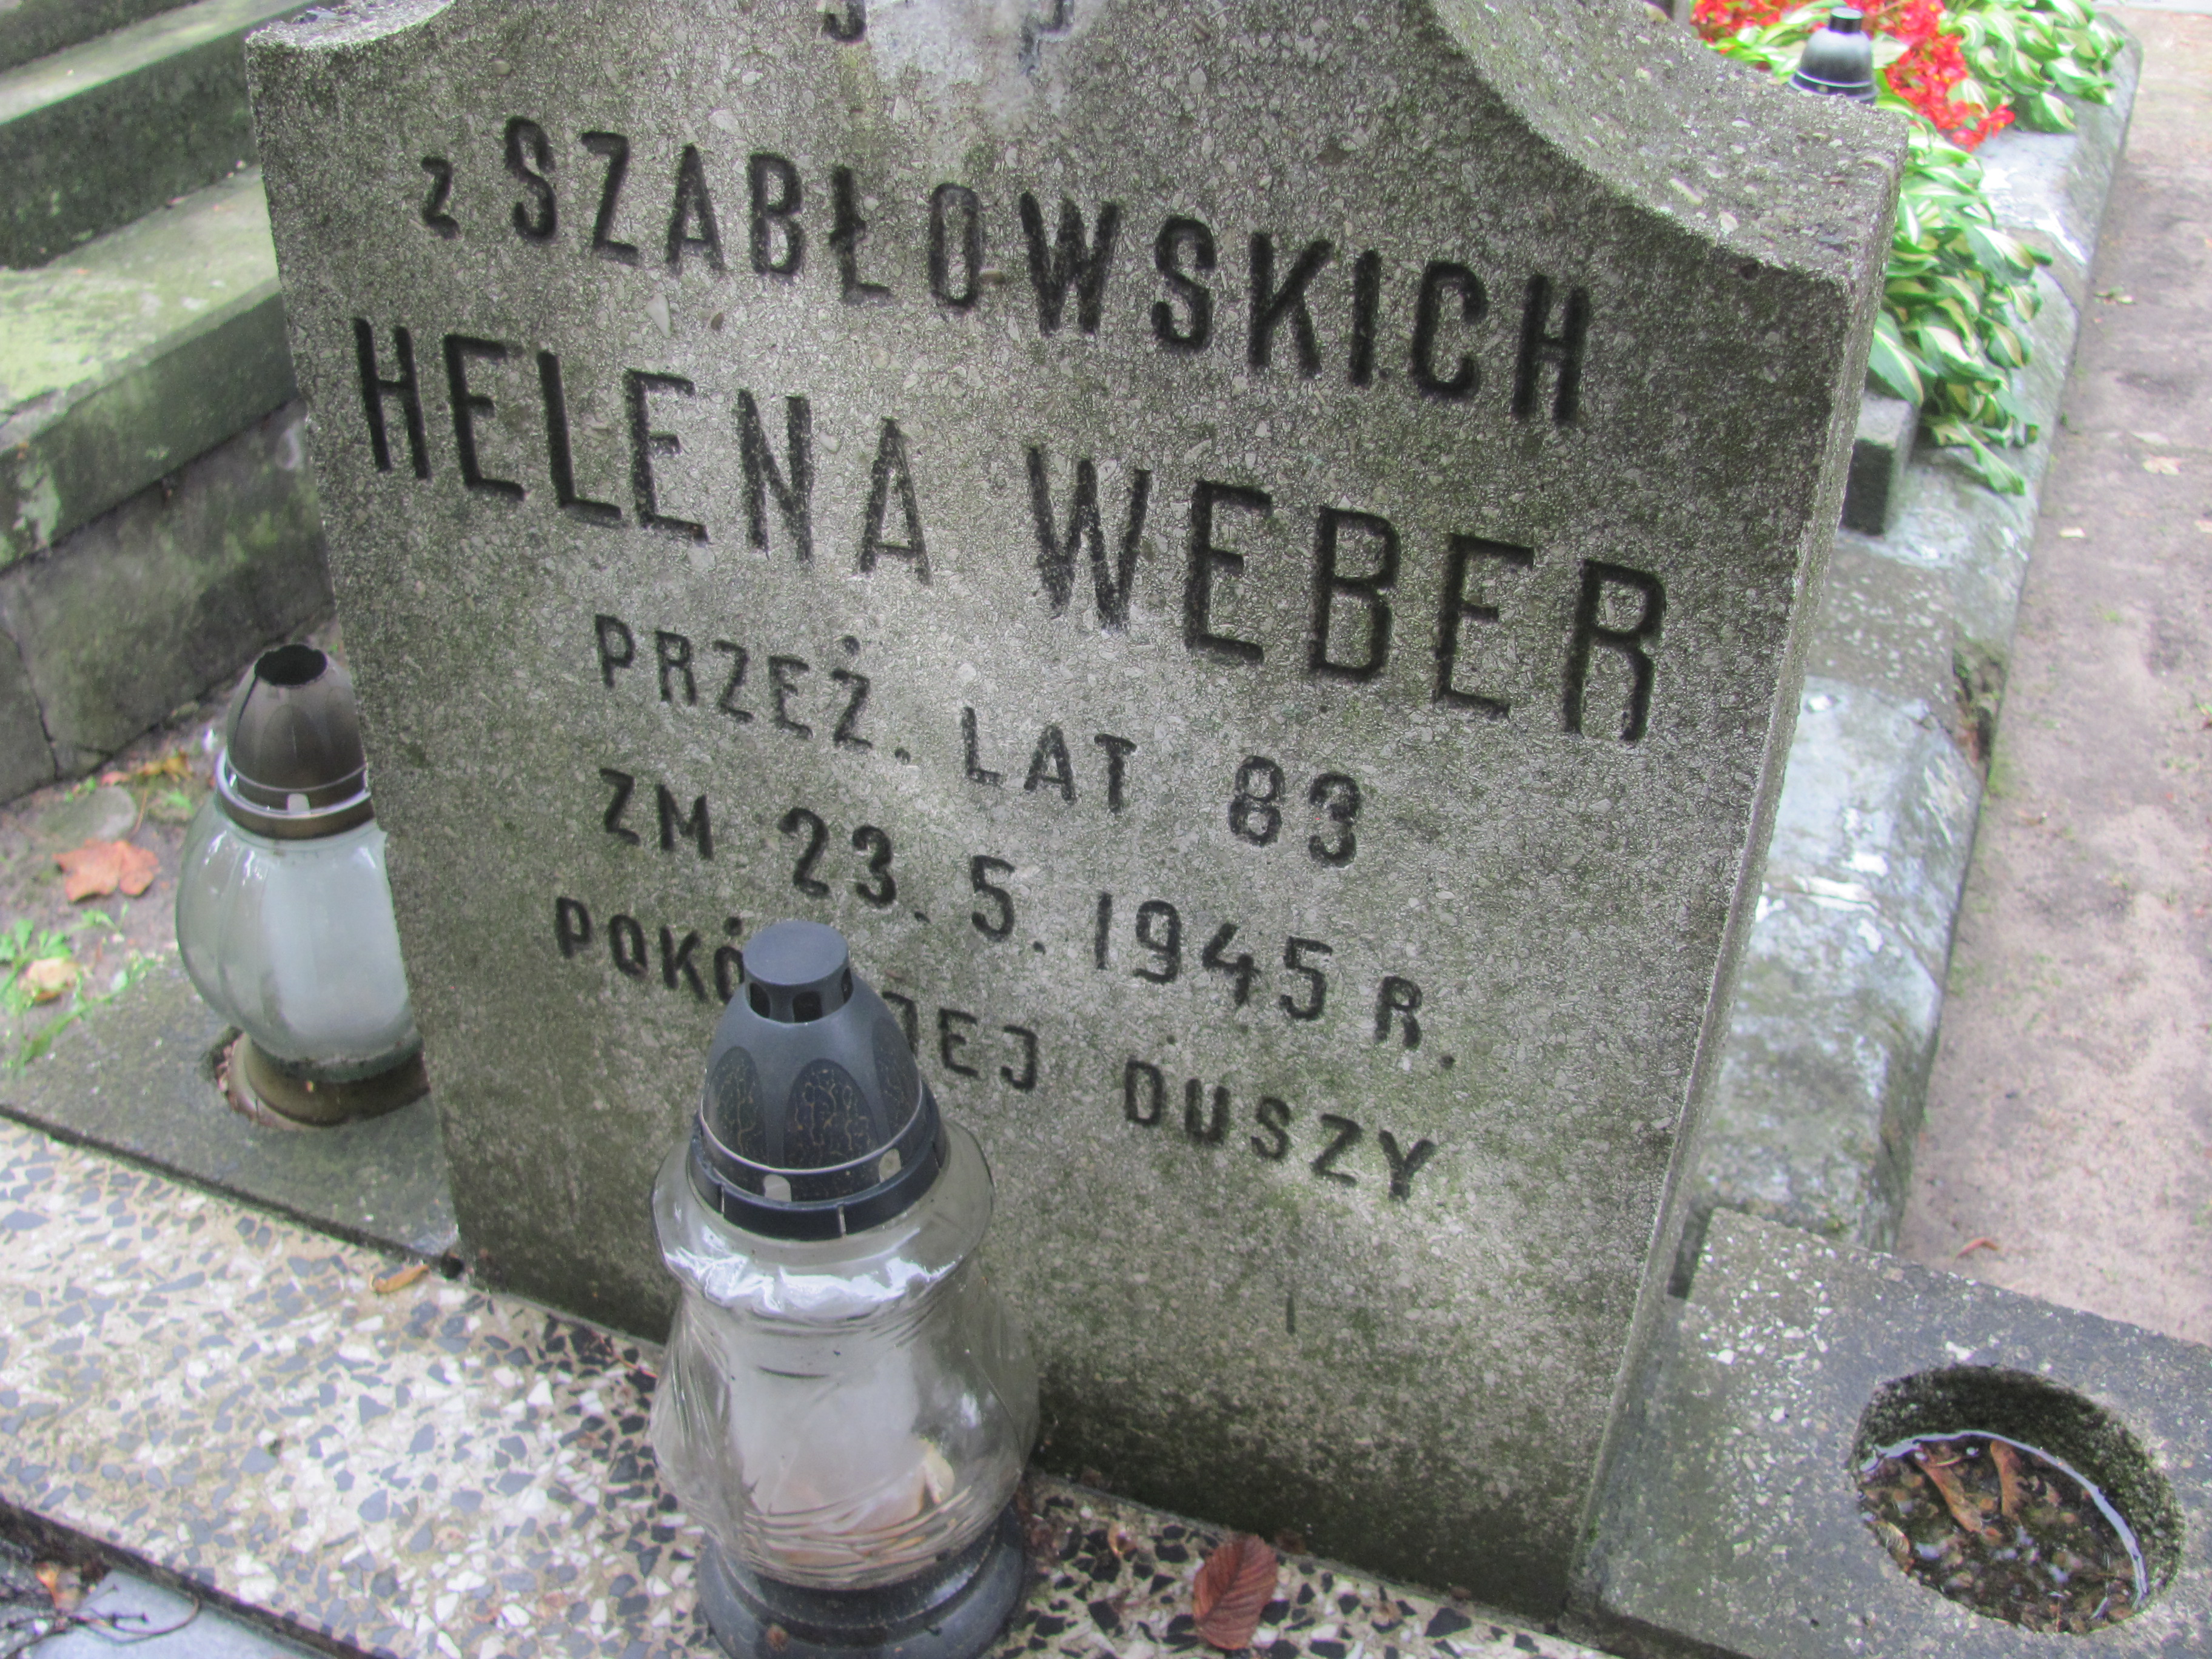 z SZABŁOWSKICH
HELENA WEBER
PRZEŻ. LAT 83
ZM 23.5.1945 R.
DUSZY